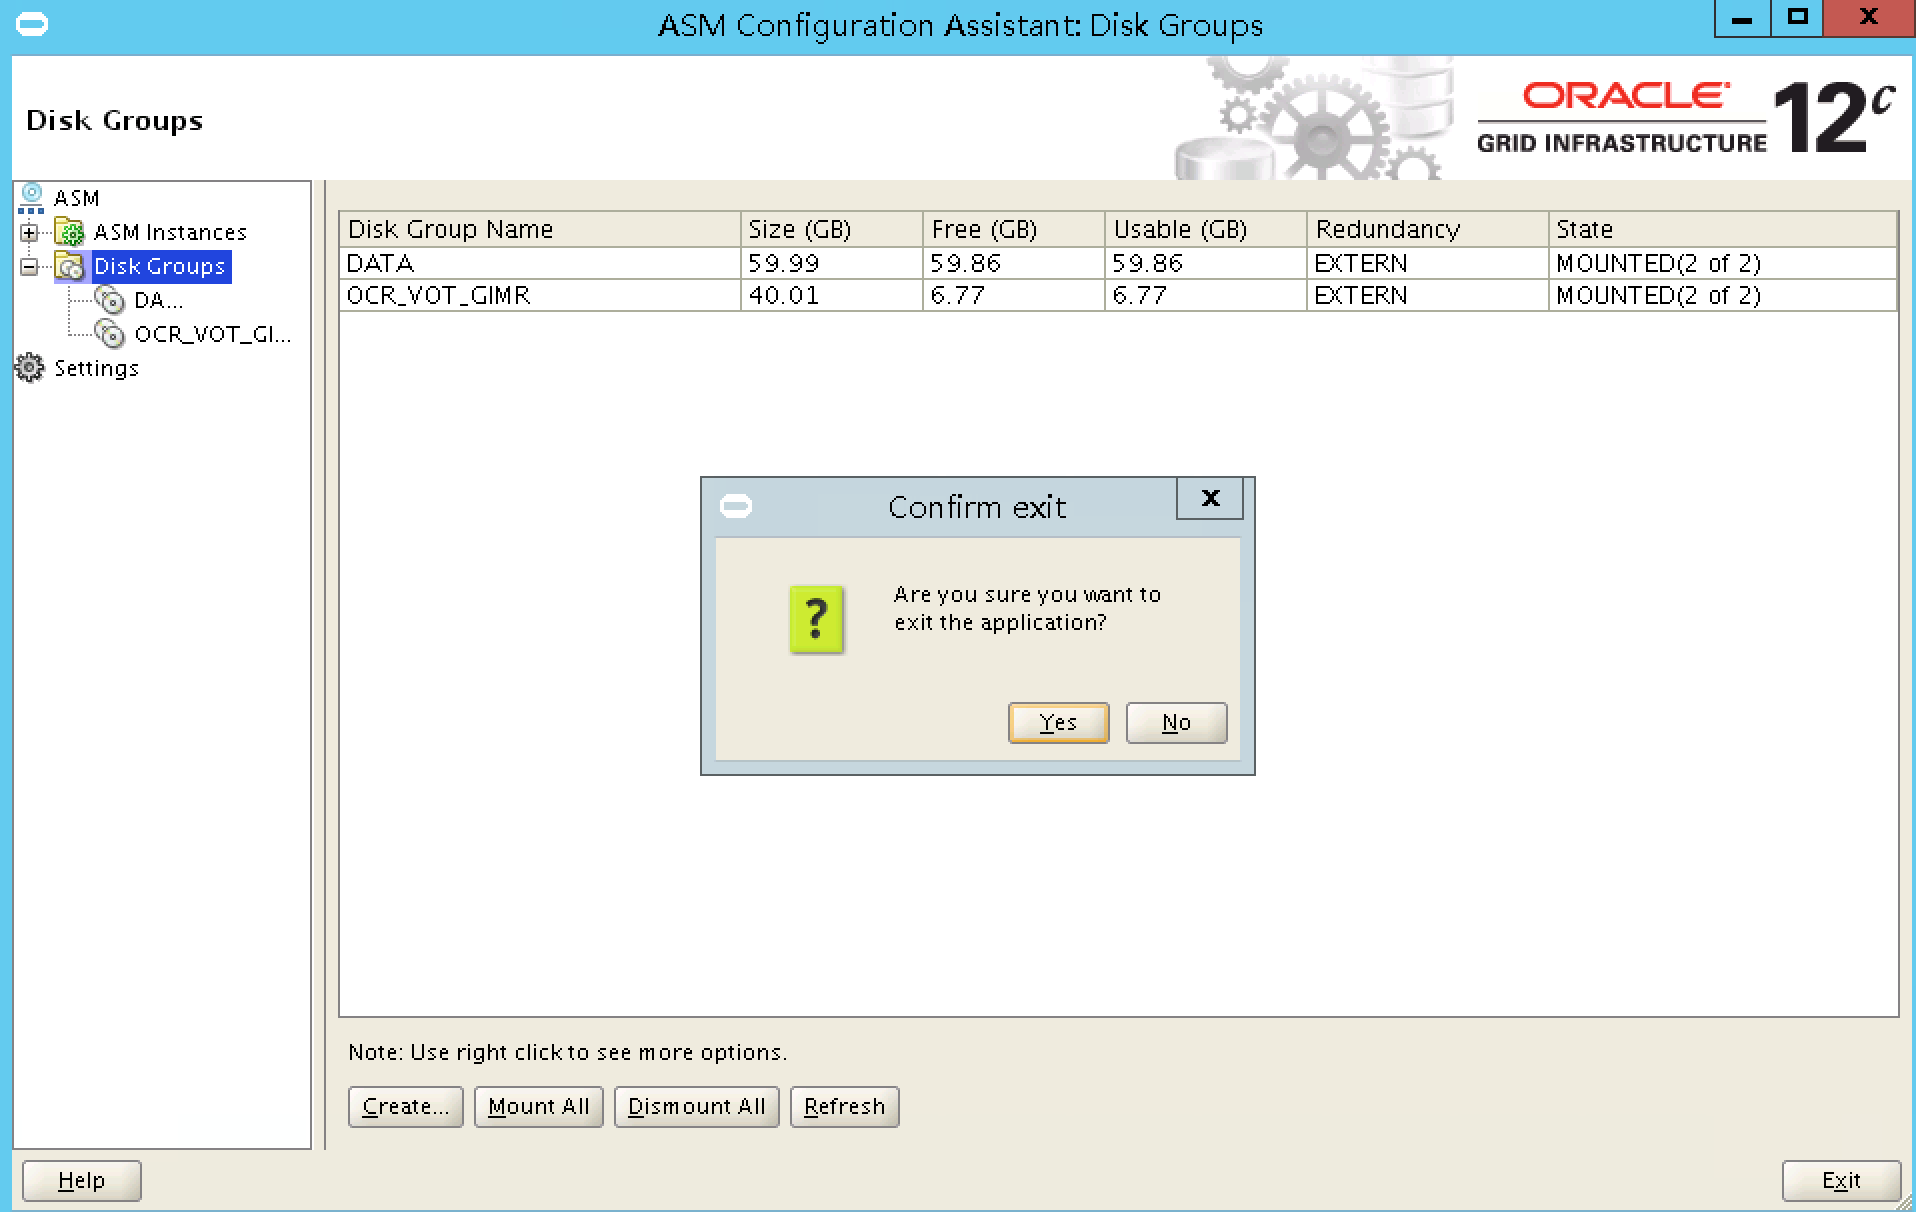 ASM Configuration Assistant: Disk Groups
Disk Groups
ORACLE
GRID INFRASTRUCTURE 12c
ASM
ASM Instances
Disk Groups
DA...
OCR_VOT_GI...
Settings
Disk Group Name Size (GB) Free (GB) Usable (GB) Redundancy State
DATA 59.99 59.86 59.86 EXTERN MOUNTED(2 of 2)
OCR_VOT_GIMR 40.01 6.77 6.77 EXTERN MOUNTED(2 of 2)
Confirm exit
X
?
Are you sure you want to
exit the application?
Yes No
Note: Use right click to see more options.
Create... Mount All Dismount All Refresh
Help Exit